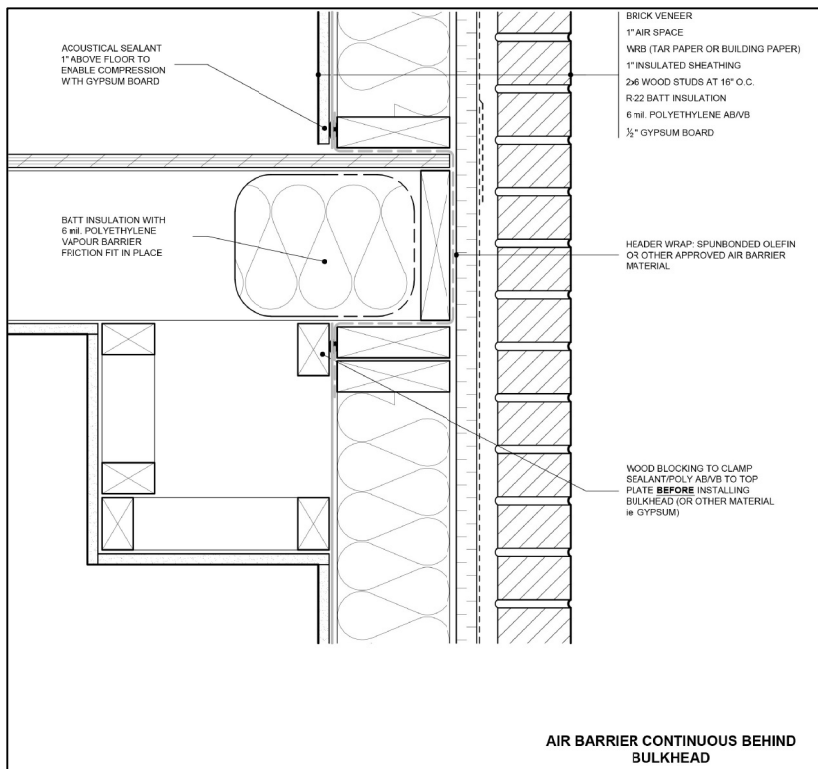 ACOUSTICAL SEALANT
1" ABOVE FLOOR TO
ENABLE COMPRESSION
WITH GYPSUM BOARD
BRICK VENEER
1" AIR SPACE
WRB (TAR PAPER OR BUILDING PAPER)
1" INSULATED SHEATHING
2x6 WOOD STUDS AT 16" O.C.
R-22 BATT INSULATION
6 mil. POLYETHYLENE AB/VB
½" GYPSUM BOARD
BATT INSULATION WITH
6 mil. POLYETHYLENE
VAPOUR BARRIER
FRICTION FIT IN PLACE
HEADER WRAP: SPUNBONDED OLEFIN
OR OTHER APPROVED AIR BARRIER
MATERIAL
WOOD BLOCKING TO CLAMP
SEALANT/POLY AB/VB TO TOP
PLATE BEFORE INSTALLING
BULKHEAD (OR OTHER MATERIAL
ie GYPSUM)
AIR BARRIER CONTINUOUS BEHIND
BULKHEAD